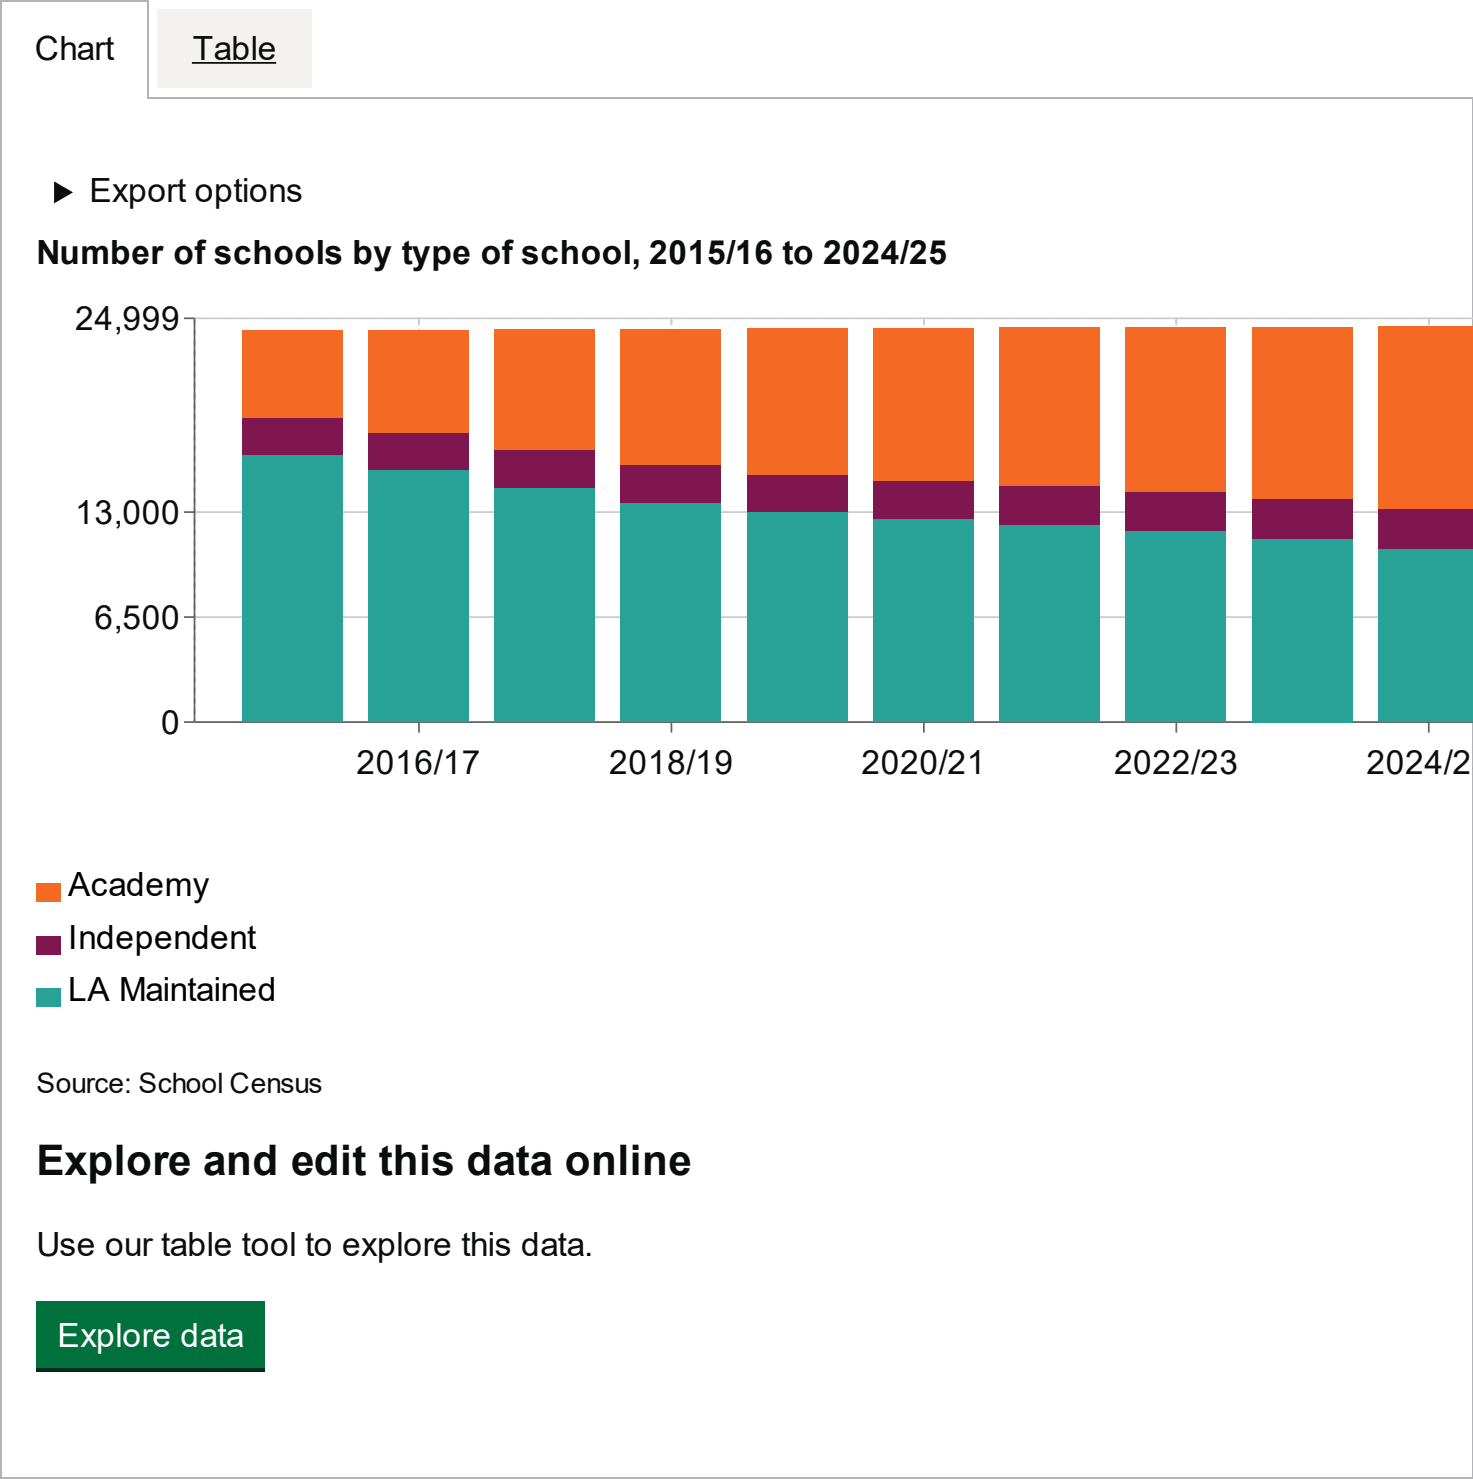 Chart
Table
Export options
Number of schools by type of school, 2015/16 to 2024/25
24,999
13,000
6,500
0
2016/17 2018/19 2020/21 2022/23 2024/2
Academy
Independent
LA Maintained
Source: School Census
Explore and edit this data online
Use our table tool to explore this data.
Explore data